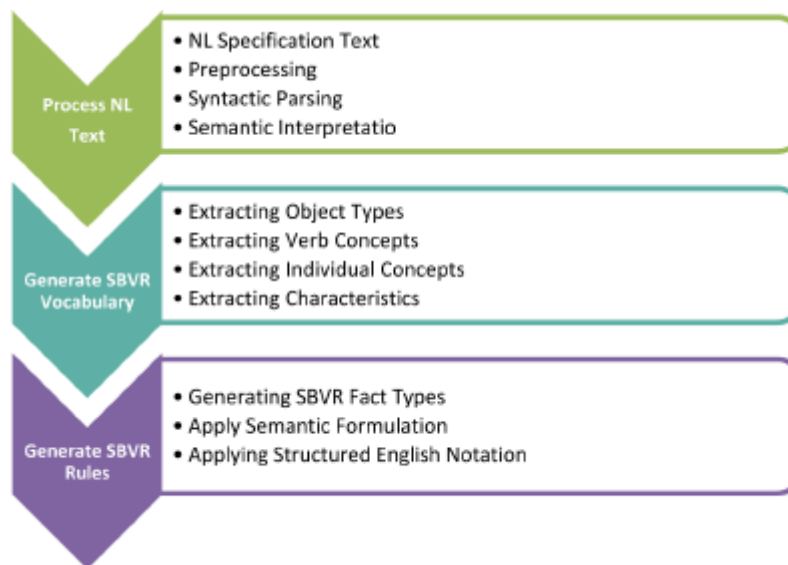 Process NL
Text
• NL Specification Text
• Preprocessing
• Syntactic Parsing
• Semantic Interpretatio
Generate SBVR
Vocabulary
• Extracting Object Types
• Extracting Verb Concepts
• Extracting Individual Concepts
• Extracting Characteristics
Generate SBVR
Rules
• Generating SBVR Fact Types
• Apply Semantic Formulation
• Applying Structured English Notation